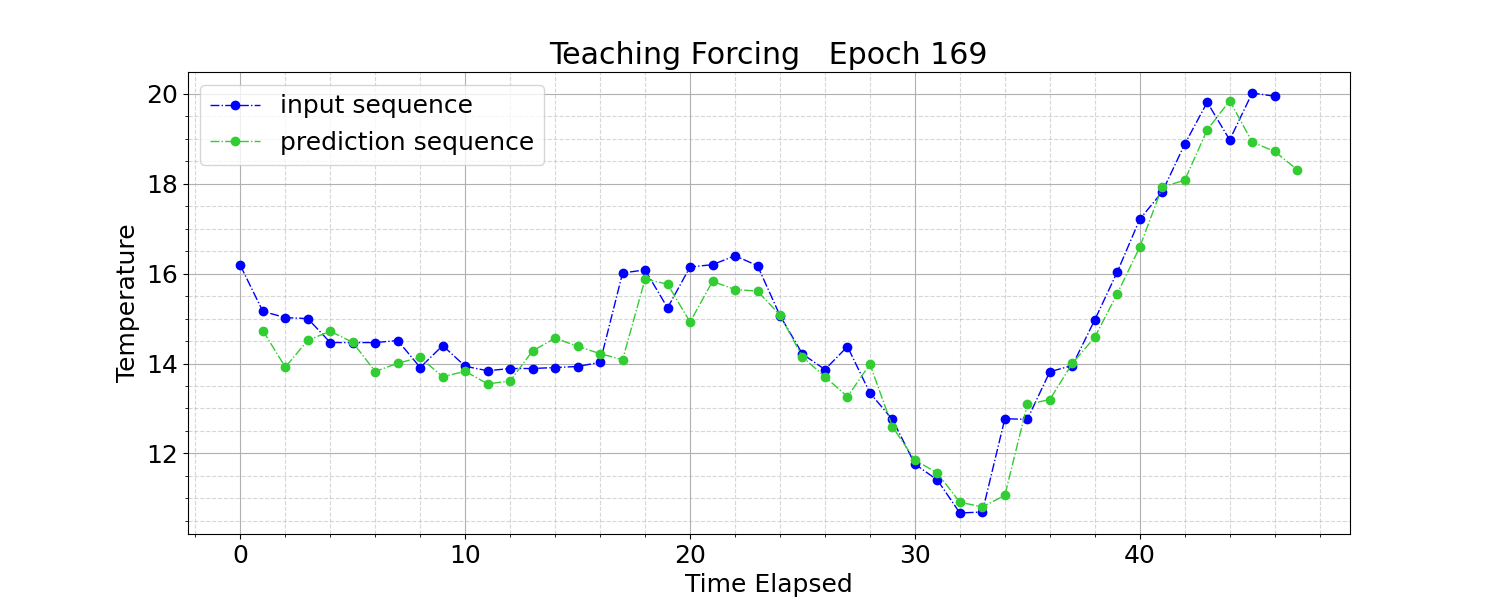 Teaching Forcing   Epoch 169
input sequence
prediction sequence
20
18
16
14
12
Temperature
0 10 20 30 40
Time Elapsed